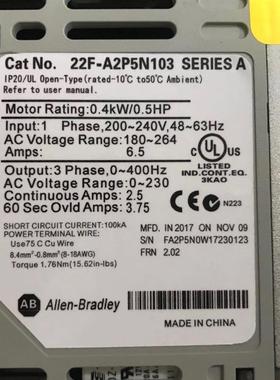 Cat No. 22F-A2P5N103 SERIES A
IP20/UL Open-Type(rated-10°C to50°C Ambient)
Refer to user manual.
Motor Rating:0.4kW/0.5HP
Input:1 Phase, 200~240V,48~63Hz
AC Voltage Range:180~264
Amps: 6.5
Output:3 Phase, 0~400Hz
AC Voltage Range:0~230
Continuous Amps: 2.5
60 Sec Ovld Amps: 3.75
C UL US
LISTED
IND.CONT.EQ.
3KAO
N223
SHORT CIRCUIT CURRENT:100kA
POWER TERMINAL WIRE:
Use75 C Cu Wire
8.4mm²-0.8mm²(8-18AWG)
Torque 1.76Nm(15.62in-lbs)
MFD. IN 2017 ON NOV 09
S/N FA2P5N0W17230123
FRN 2.02
AB Allen-Bradley
MADE IN CHINA